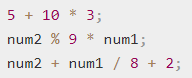 5 + 10 * 3;
num2 % 9 * num1;
num2 + num1 / 8 + 2;